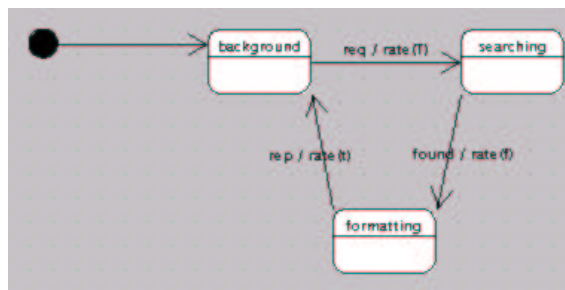 background
req / rate(T)
searching
rep / rate(t)
found / rate(f)
formatting